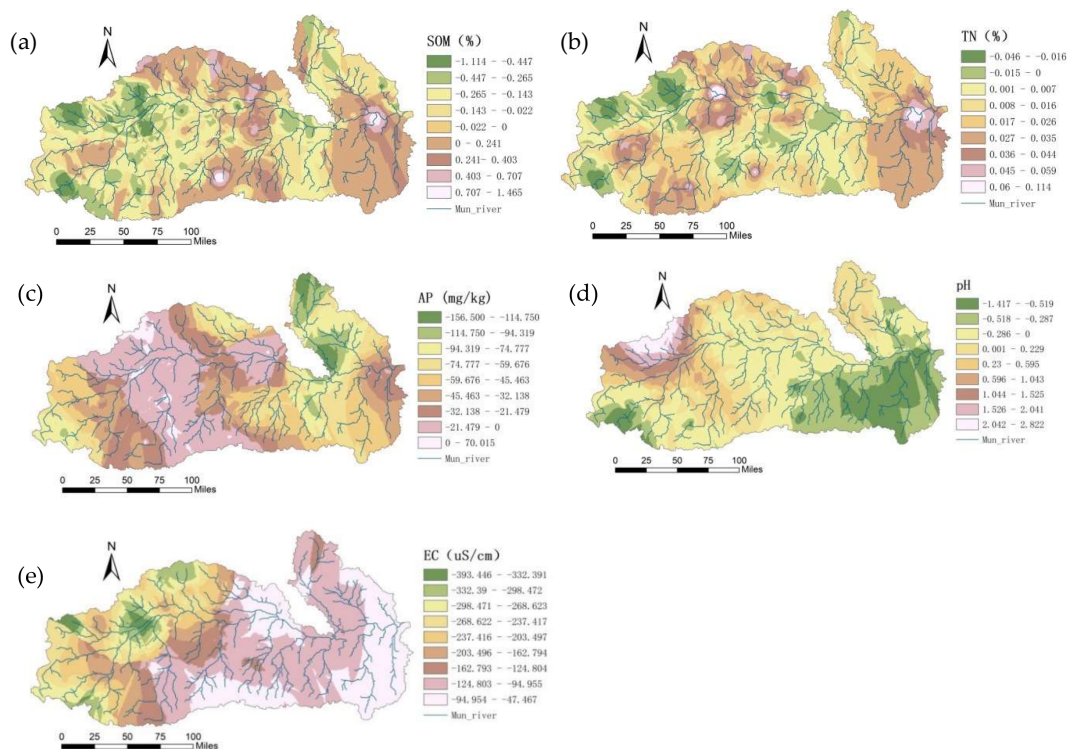 (a)
N
SOM (%)
-1.114 - -0.447
-0.447 - -0.265
-0.265 - -0.143
-0.143 - -0.022
-0.022 - 0
0 - 0.241
0.241- 0.403
0.403 - 0.707
0.707 - 1.465
Mun_river
0 25 50 75 100
Miles
(b)
N
TN (%)
-0.046 - -0.016
-0.015 - 0
0.001 - 0.007
0.008 - 0.016
0.017 - 0.026
0.027 - 0.035
0.036 - 0.044
0.045 - 0.059
0.06 - 0.114
Mun_river
0 25 50 75 100
Miles
(c)
N
AP (mg/kg)
-156.500 - -114.750
-114.750 - -94.319
-94.319 - -74.777
-74.777 - -59.676
-59.676 - -45.463
-45.463 - -32.138
-32.138 - -21.479
-21.479 - 0
0 - 70.015
Mun_river
0 25 50 75 100
Miles
(d)
N
pH
-1.417 - -0.519
-0.518 - -0.287
-0.286 - 0
0.001 - 0.229
0.23 - 0.595
0.596 - 1.043
1.044 - 1.525
1.526 - 2.041
2.042 - 2.822
Mun_river
0 25 50 75 100
Miles
(e)
N
EC (uS/cm)
-393.446 - -332.391
-332.39 - -298.472
-298.471 - -268.623
-268.622 - -237.417
-237.416 - -203.497
-203.496 - -162.794
-162.793 - -124.804
-124.803 - -94.955
-94.954 - -47.467
Mun_river
0 25 50 75 100
Miles